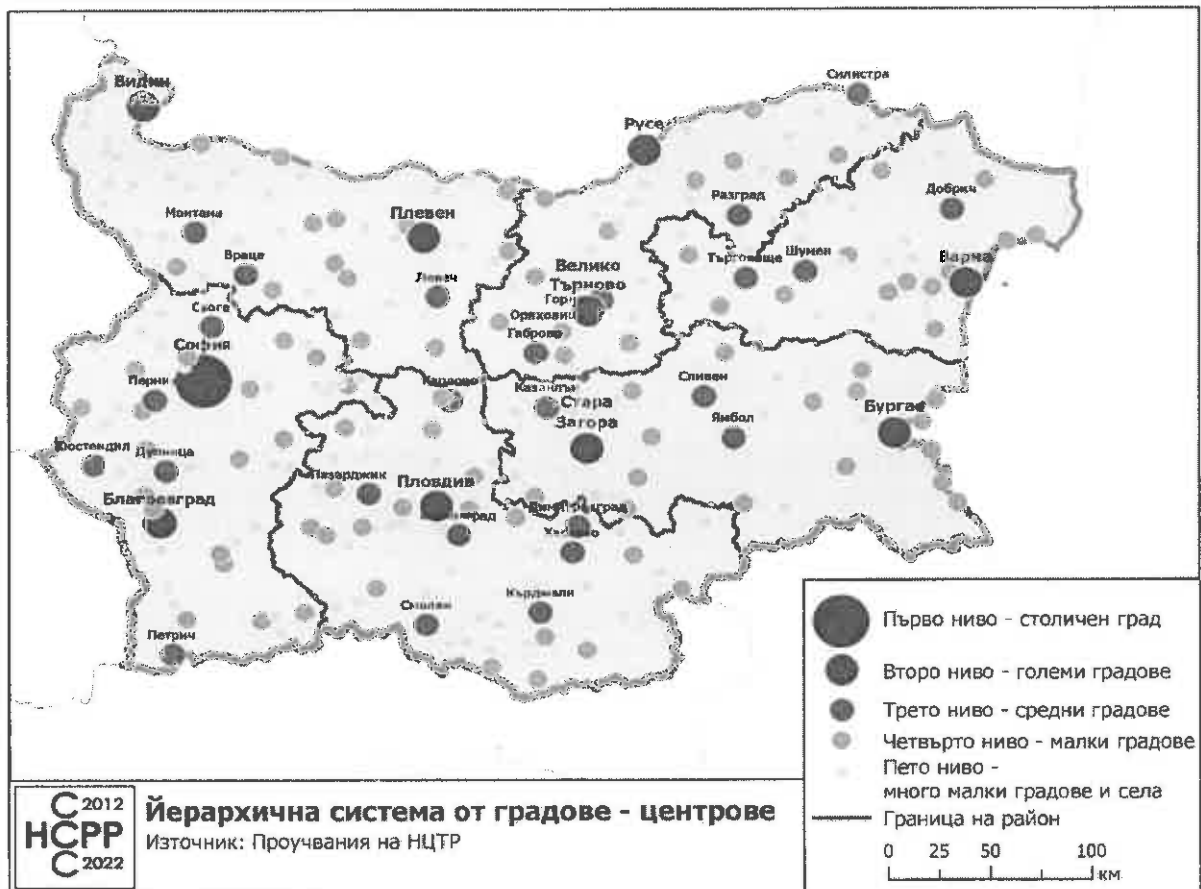 Видин
Силистра
Русе
Монтана
Плевен
Разград
Добрич
Враца
Ловеч
Велико
Търново
Търговище
Шумен
Варна
Габрово
София
Перник
Сливен
Стара
Загора
Ямбол
Бургас
Кюстендил
Дупница
Пазарджик
Пловдив
Благоевград
Димитровград
Хасково
Смолян
Кърджали
Петрич
Първо ниво - столичен град
Второ ниво - големи градове
Трето ниво - средни градове
Четвърто ниво - малки градове
Пето ниво -
много малки градове и села
Граница на район
0 25 50 100
км
С 2012
НСРР
С 2022
Йерархична система от градове - центрове
Източник: Проучвания на НЦТР